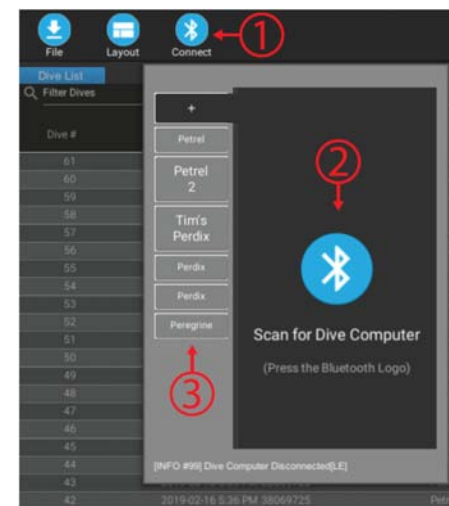 File
Layout
Connect
1
Dive List
Filter Dives
Dive #
61
60
59
58
57
56
55
54
53
52
51
50
49
48
47
46
45
44
43
42
+
Petrel
Petrel
2
Tim's
Perdix
Perdix
Perdix
Peregrine
3
2
Scan for Dive Computer
(Press the Bluetooth Logo)
[INFO #99] Dive Computer Disconnected[LE]
2019-02-16 5:36 PM 38069725